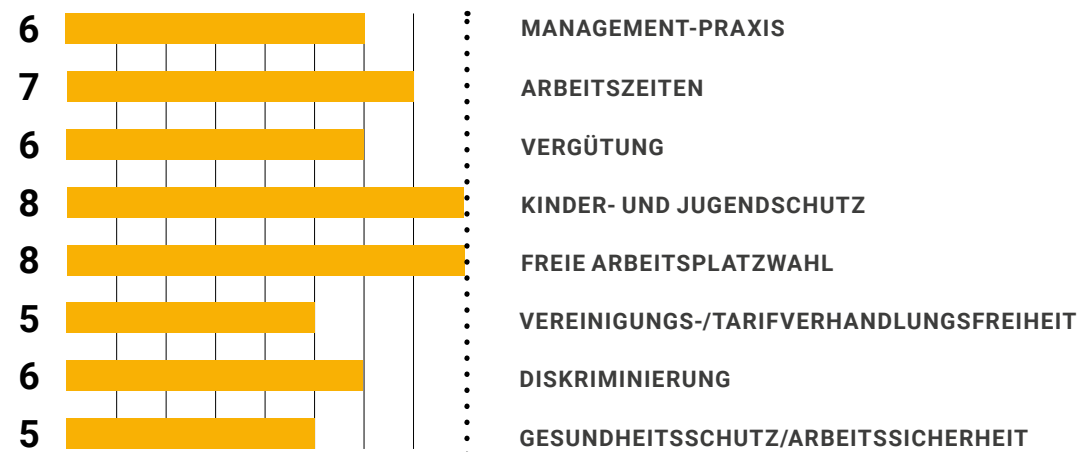 6 MANAGEMENT-PRAXIS
7 ARBEITSZEITEN
6 VERGÜTUNG
8 KINDER- UND JUGENDSCHUTZ
8 FREIE ARBEITSPLATZWAHL
5 VEREINIGUNGS-/TARIFVERHANDLUNGSFREIHEIT
6 DISKRIMINIERUNG
5 GESUNDHEITSSCHUTZ/ARBEITSSICHERHEIT